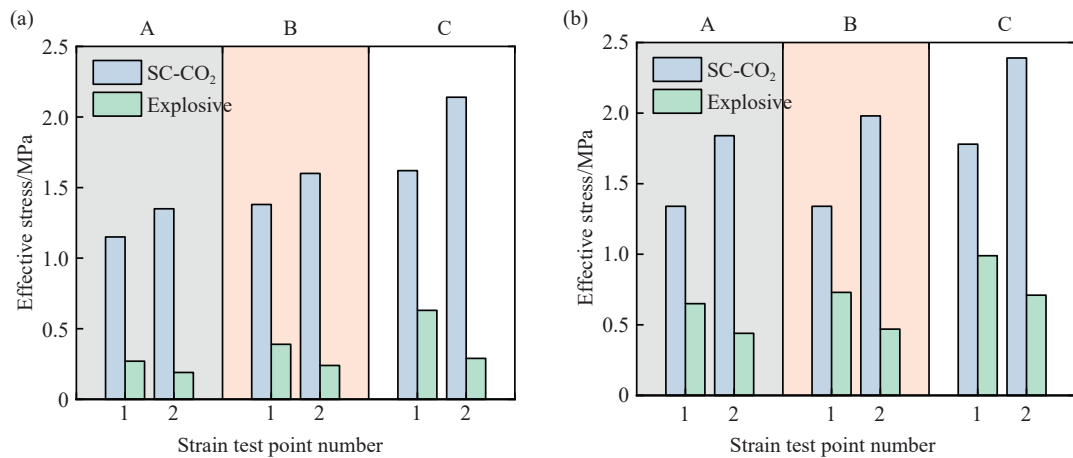 (a)
A B C
2.5
2.0
1.5
1.0
0.5
0
Effective stress/MPa
SC-CO₂
Explosive
1 2 1 2 1 2
Strain test point number
(b)
A B C
2.5
2.0
1.5
1.0
0.5
0
Effective stress/MPa
SC-CO₂
Explosive
1 2 1 2 1 2
Strain test point number